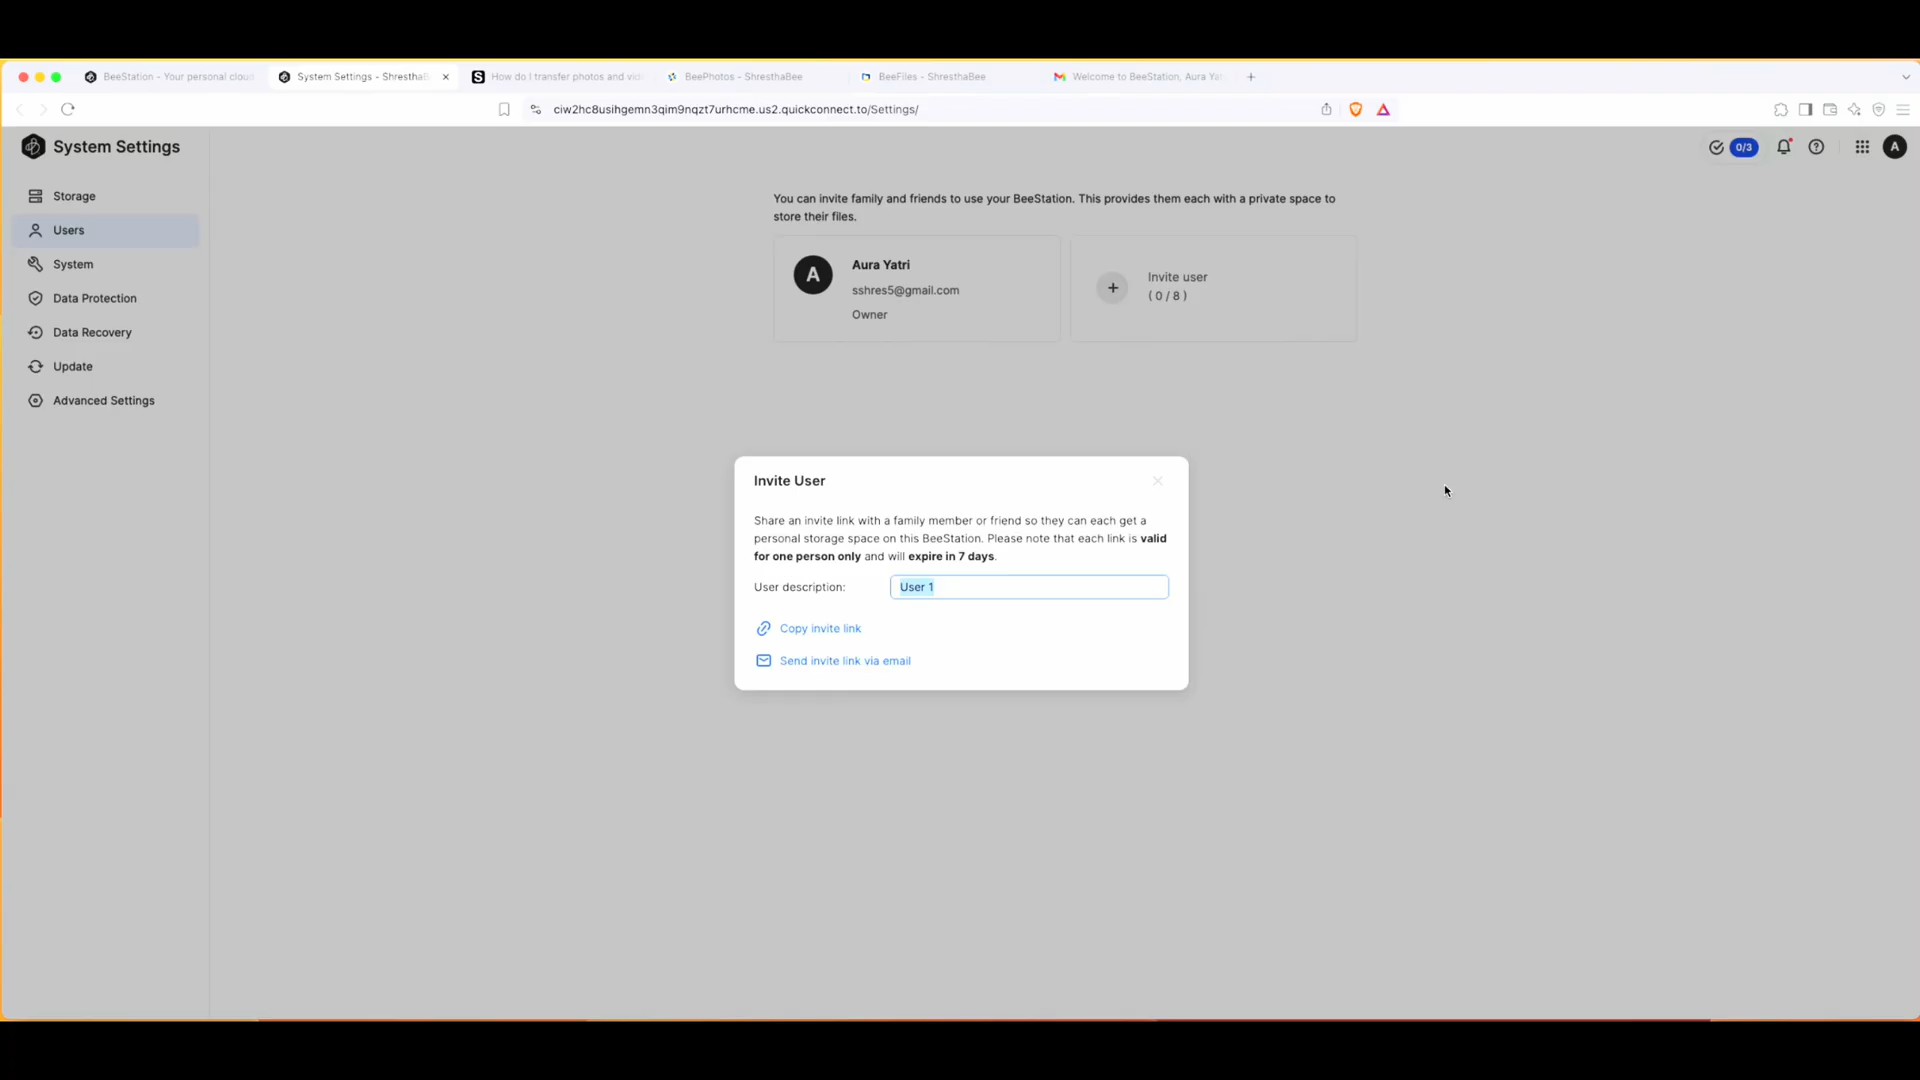 BeeStation - Your personal cloud
System Settings - ShresthaB
How do I transfer photos and vid
BeePhotos - ShresthaBee
BeeFiles - ShresthaBee
Welcome to BeeStation, Aura Yat
ciw2hc8usihgemn3qim9nqzt7urhcme.us2.quickconnect.to/Settings/
System Settings
0/3
A
Storage
Users
System
Data Protection
Data Recovery
Update
Advanced Settings
You can invite family and friends to use your BeeStation. This provides them each with a private space to
store their files.
A
Aura Yatri
sshres5@gmail.com
Owner
Invite user
( 0 / 8 )
Invite User
Share an invite link with a family member or friend so they can each get a
personal storage space on this BeeStation. Please note that each link is valid
for one person only and will expire in 7 days.
User description:
User 1
Copy invite link
Send invite link via email